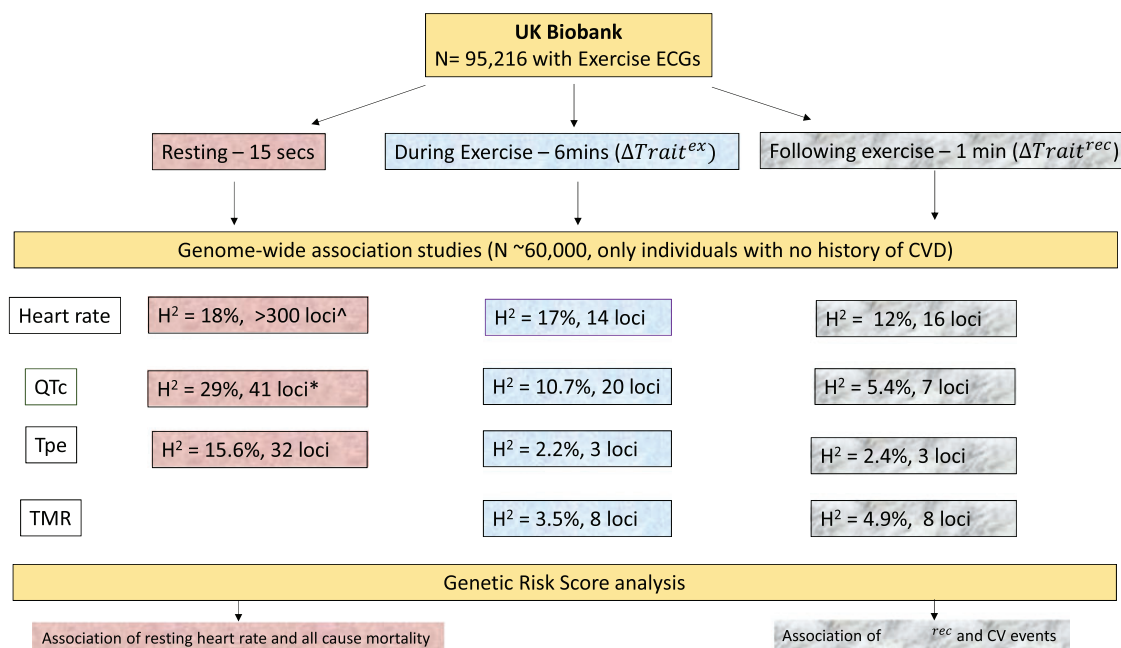 UK Biobank
N= 95,216 with Exercise ECGs
Resting – 15 secs
During Exercise – 6mins (ΔTraitᵉˣ)
Following exercise – 1 min (ΔTraitʳᵉᶜ)
Genome-wide association studies (N ~60,000, only individuals with no history of CVD)
Heart rate
H² = 18%, >300 loci^
H² = 17%, 14 loci
H² = 12%, 16 loci
QTc
H² = 29%, 41 loci*
H² = 10.7%, 20 loci
H² = 5.4%, 7 loci
Tpe
H² = 15.6%, 32 loci
H² = 2.2%, 3 loci
H² = 2.4%, 3 loci
TMR
H² = 3.5%, 8 loci
H² = 4.9%, 8 loci
Genetic Risk Score analysis
Association of resting heart rate and all cause mortality
Association of ʳᵉᶜ and CV events